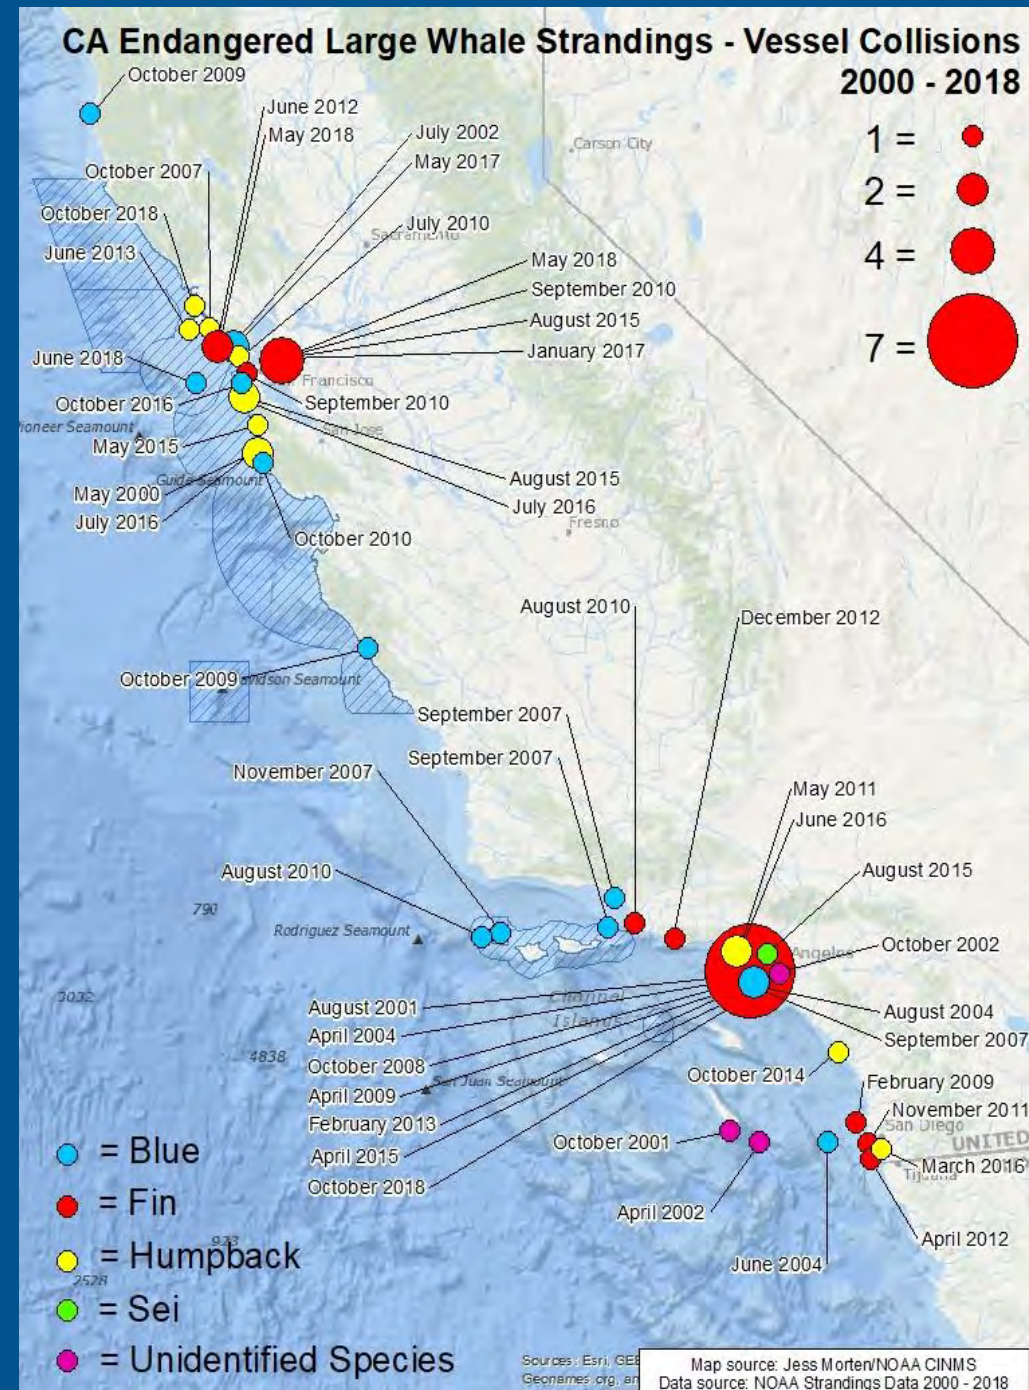 CA Endangered Large Whale Strandings - Vessel Collisions
2000 - 2018
October 2009
June 2012
May 2018
July 2002
May 2017
Carson City
1 =
2 =
4 =
7 =
October 2007
October 2018
July 2010
Sacramento
June 2013
May 2018
September 2010
August 2015
January 2017
June 2018
Francisco
October 2016
September 2010
Seamount
San Jose
May 2015
Guide Seamount
August 2015
May 2000
July 2016
July 2016
Fresno
October 2010
August 2010
December 2012
October 2009
Seamount
September 2007
September 2007
November 2007
May 2011
June 2016
August 2010
August 2015
790
Rodriguez Seamount
October 2002
Angeles
3032
Channel
Islands
August 2001
August 2004
April 2004
September 2007
4838
October 2008
October 2014
San Juan Seamount
February 2009
April 2009
November 2011
February 2013
San Diego
October 2001
UNITED
April 2015
March 2016
Tijuana
October 2018
April 2002
April 2012
June 2004
923
2528
= Blue
= Fin
= Humpback
= Sei
= Unidentified Species
Sources: Esri,
Geonames.org,
Map source: Jess Morten/NOAA CINMS
Data source: NOAA Strandings Data 2000 - 2018